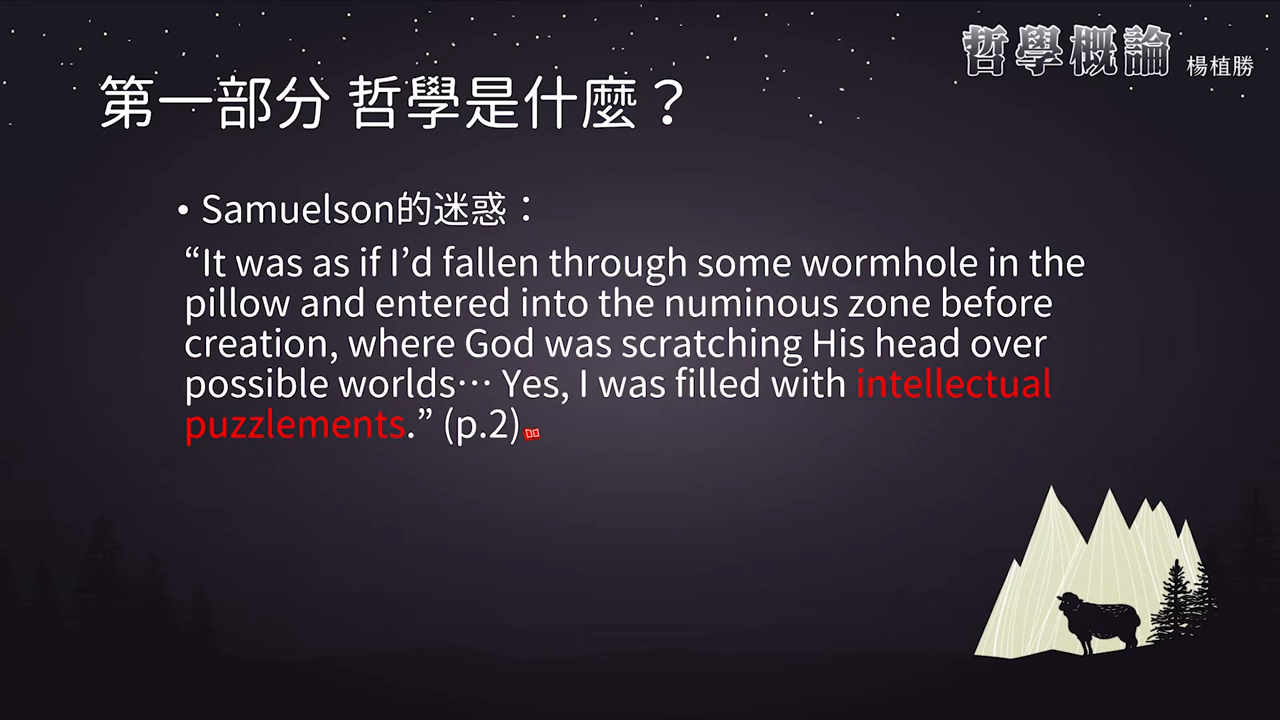 哲學概論 楊植勝
第一部分 哲學是什麼？
• Samuelson的迷惑：
“It was as if I’d fallen through some wormhole in the
pillow and entered into the numinous zone before
creation, where God was scratching His head over
possible worlds… Yes, I was filled with intellectual
puzzlements.” (p.2)